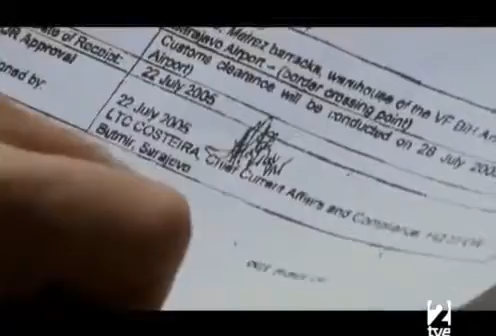 Metrez barracks, warehouse of the VF BiH
Sarajevo Airport - (border crossing point)
Customs clearance will be conducted on 28 July 2005
Airport)
of Receipt:
22 July 2005
Approval
22 July 2005
by:
LTC COSTEIRA, Chief Current Affairs and Compliance,
Butmir, Sarajevo
2
tve